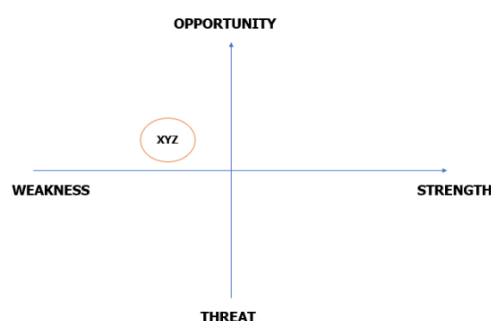 OPPORTUNITY
XYZ
WEAKNESS
STRENGTH
THREAT